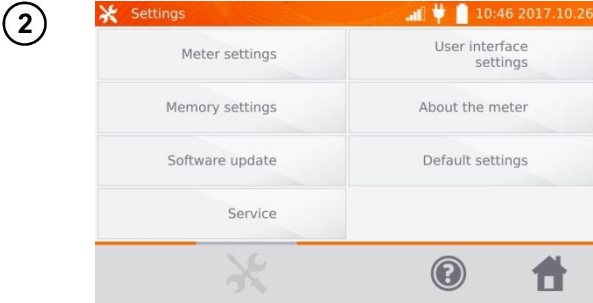 2
Settings
10:46 2017.10.26
Meter settings
User interface
settings
Memory settings
About the meter
Software update
Default settings
Service
?